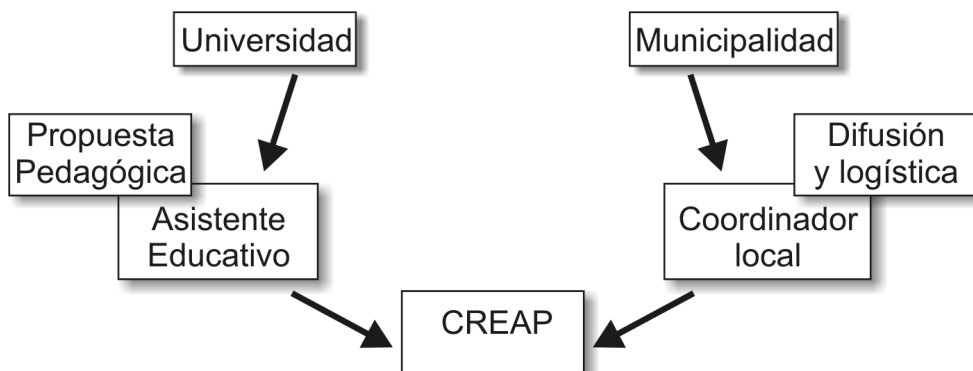 Universidad
Municipalidad
Propuesta
Pedagógica
Difusión
y logística
Asistente
Educativo
Coordinador
local
CREAP